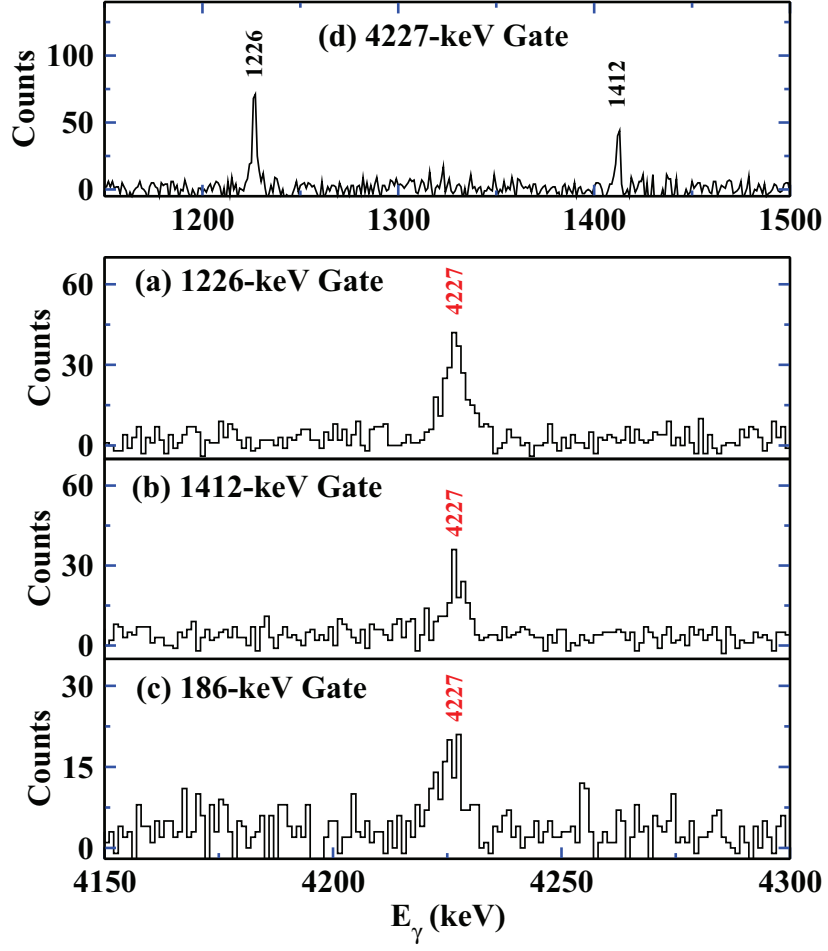 (d) 4227-keV Gate
1226
1412
Counts
100
50
0
1200 1300 1400 1500
(a) 1226-keV Gate
4227
Counts
60
30
0
(b) 1412-keV Gate
4227
Counts
60
30
0
(c) 186-keV Gate
4227
Counts
30
15
0
4150 4200 4250 4300
E_γ (keV)